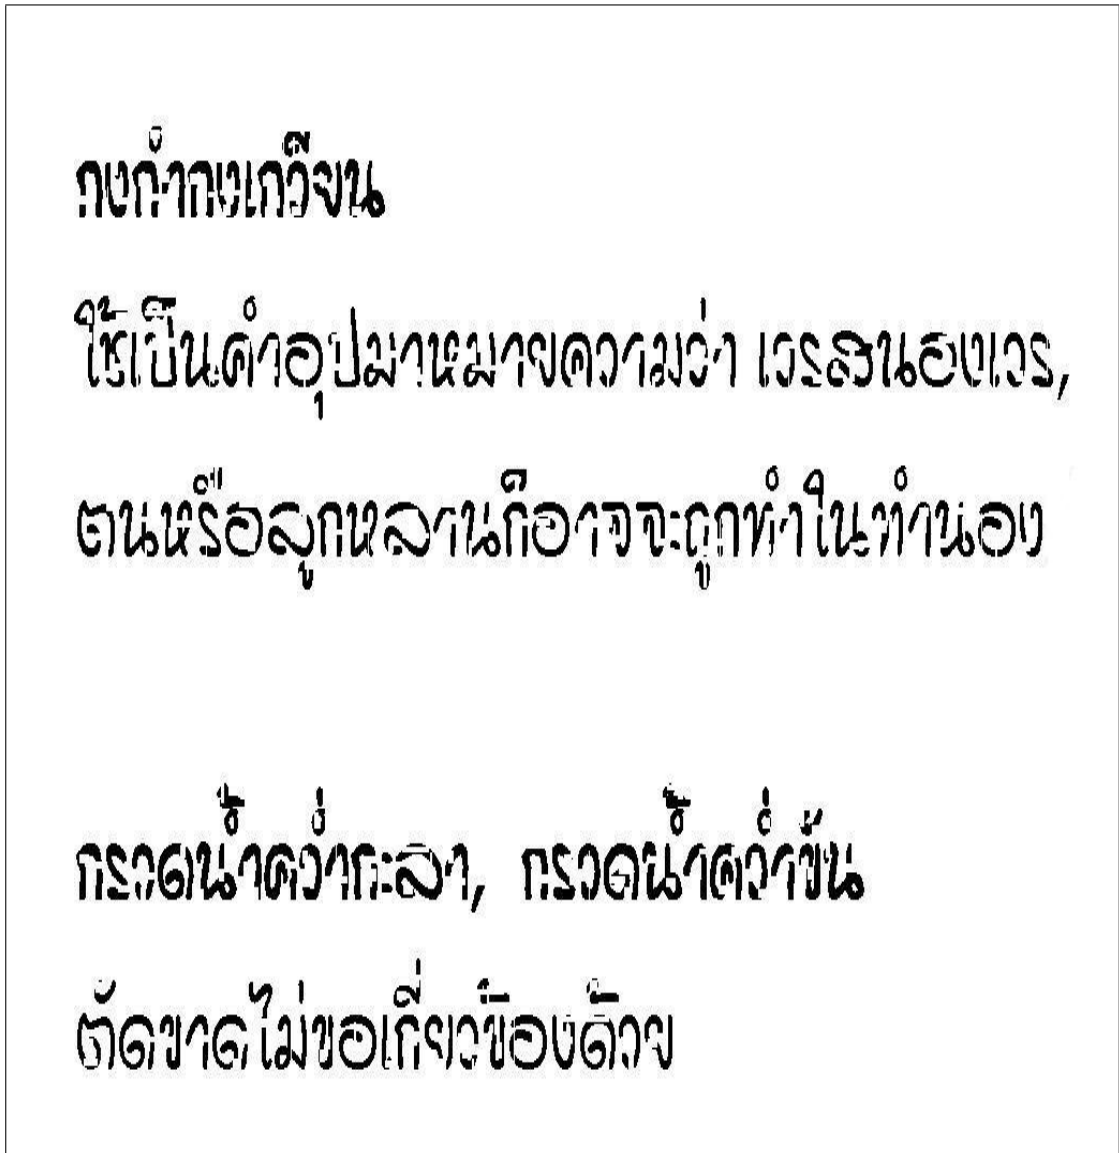 กงกำกงเกวียน
ใช้เป็นคำอุปมาหมายความว่า เวรสนองเวร,
ตนหรือลูกหลานก็อาจจะถูกทำในทำนอง
กรวดน้ำคว่ำกะลา, กรวดน้ำคว่ำขัน
ตัดขาดไม่ขอเกี่ยวข้องด้วย